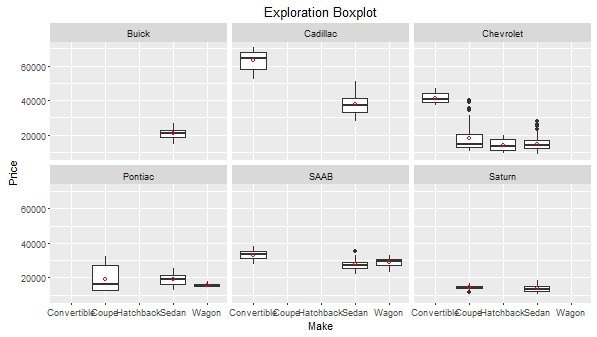 Exploration Boxplot
Buick Cadillac Chevrolet
60000
40000
20000
Price
Pontiac SAAB Saturn
60000
40000
20000
Convertible Coupe Hatchback Sedan Wagon Convertible Coupe Hatchback Sedan Wagon Convertible Coupe Hatchback Sedan Wagon
Make